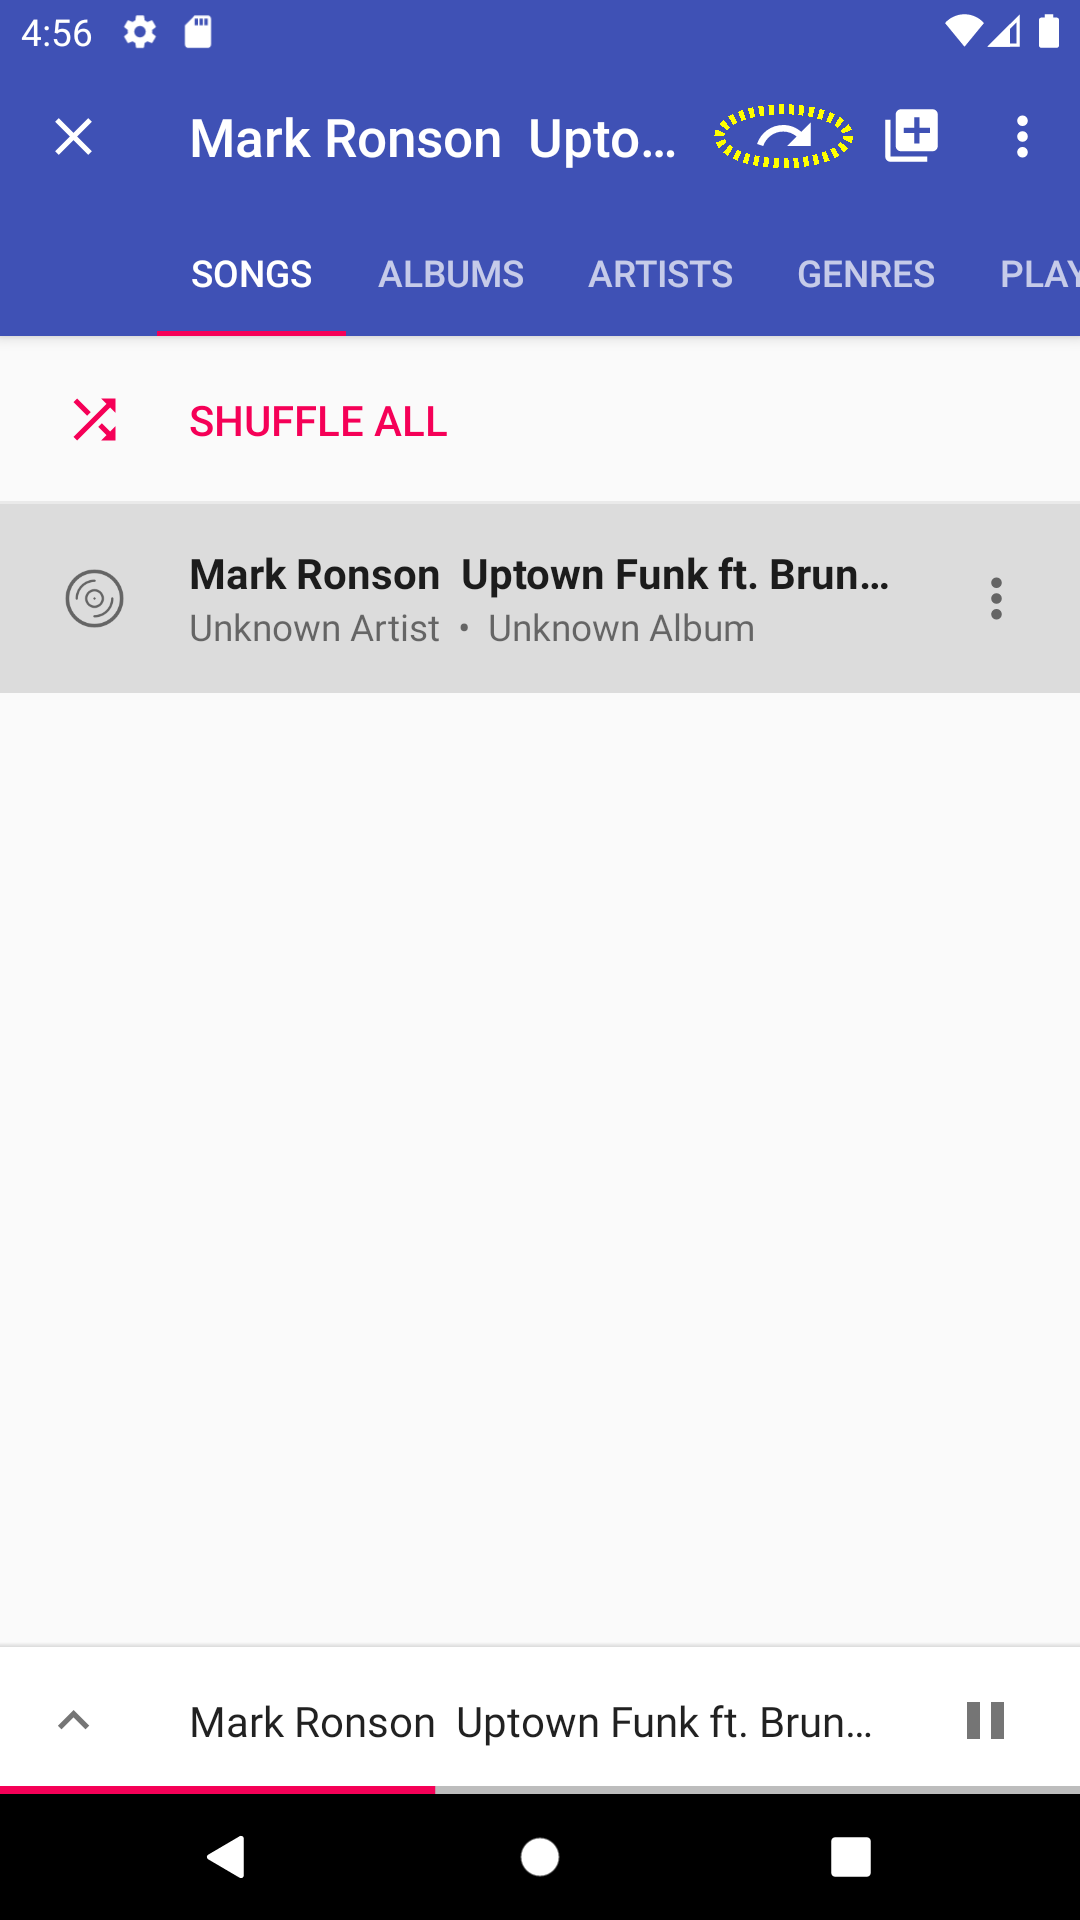 4:56
Mark Ronson  Upto...
SONGS ALBUMS ARTISTS GENRES PLAY
SHUFFLE ALL
Mark Ronson  Uptown Funk ft. Brun...
Unknown Artist • Unknown Album
Mark Ronson  Uptown Funk ft. Brun...